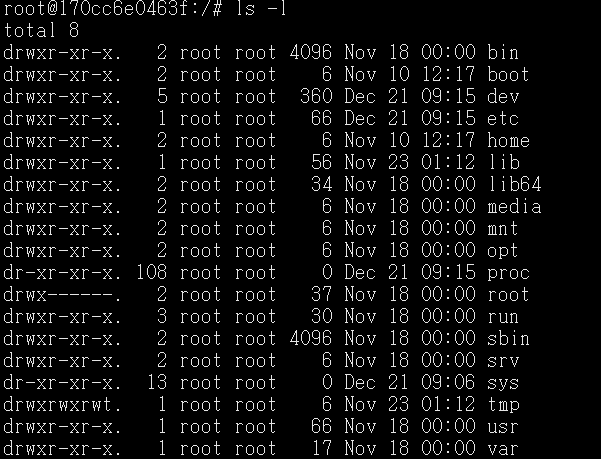 root@170cc6e0463f:/# ls -l
total 8
drwxr-xr-x.   2 root root 4096 Nov 18 00:00 bin
drwxr-xr-x.   2 root root    6 Nov 10 12:17 boot
drwxr-xr-x.   5 root root  360 Dec 21 09:15 dev
drwxr-xr-x.   1 root root   66 Dec 21 09:15 etc
drwxr-xr-x.   2 root root    6 Nov 10 12:17 home
drwxr-xr-x.   1 root root   56 Nov 23 01:12 lib
drwxr-xr-x.   2 root root   34 Nov 18 00:00 lib64
drwxr-xr-x.   2 root root    6 Nov 18 00:00 media
drwxr-xr-x.   2 root root    6 Nov 18 00:00 mnt
drwxr-xr-x.   2 root root    6 Nov 18 00:00 opt
dr-xr-xr-x. 108 root root    0 Dec 21 09:15 proc
drwx------.   2 root root   37 Nov 18 00:00 root
drwxr-xr-x.   3 root root   30 Nov 18 00:00 run
drwxr-xr-x.   2 root root 4096 Nov 18 00:00 sbin
drwxr-xr-x.   2 root root    6 Nov 18 00:00 srv
dr-xr-xr-x.  13 root root    0 Dec 21 09:06 sys
drwxrwxrwt.   1 root root    6 Nov 23 01:12 tmp
drwxr-xr-x.   1 root root   66 Nov 18 00:00 usr
drwxr-xr-x.   1 root root   17 Nov 18 00:00 var